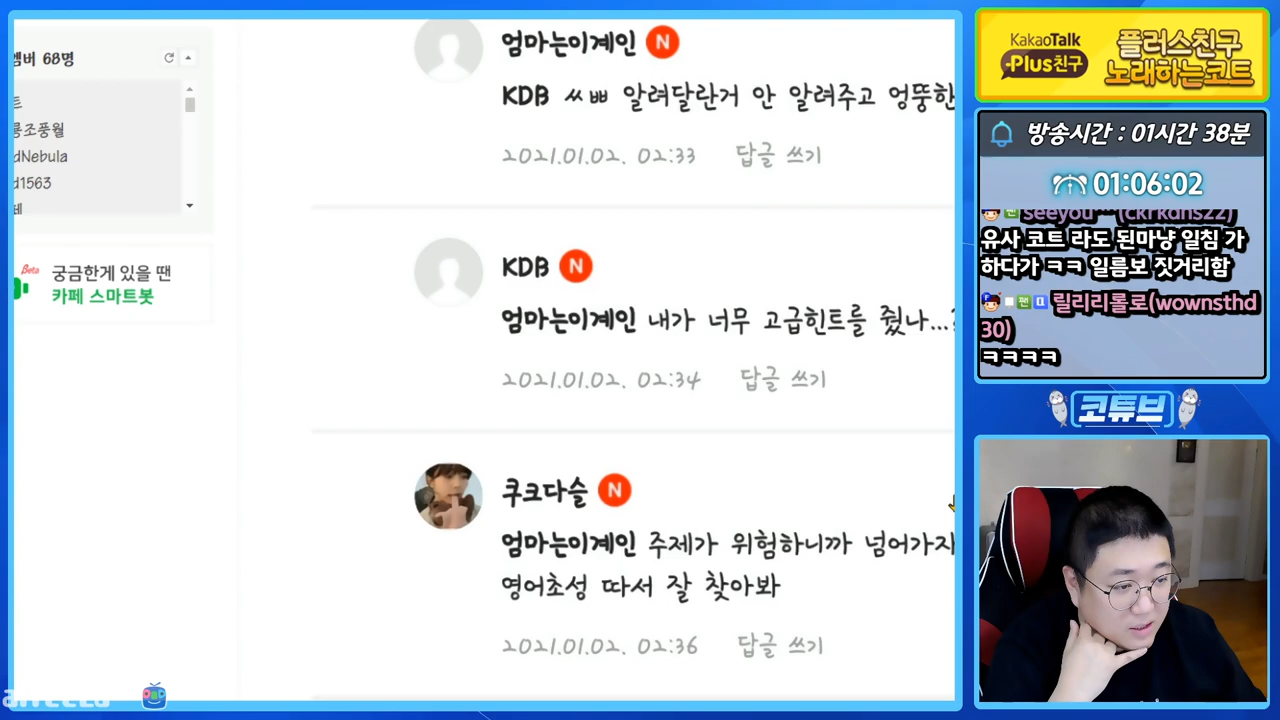 멤버 68명
dNebula
d1563
Beta
궁금한게 있을 땐
카페 스마트봇
엄마는이계인 N
KDB ㅆㅃ 알려달란거 안 알려주고 엉뚱한
2021.01.02. 02:33 답글 쓰기
KDB N
엄마는이계인 내가 너무 고급힌트를 줬나...?
2021.01.02. 02:34 답글 쓰기
쿠크다슬 N
엄마는이계인 주제가 위험하니까 넘어가자
영어초성 따서 잘 찾아봐
2021.01.02. 02:36 답글 쓰기
KakaoTalk
Plus친구
플러스친구
노래하는코트
방송시간 : 01시간 38분
01:06:02
팬 seeyou~~(ckrkdns22)
유사 코트 라도 된마냥 일침 가
하다가 ㅋㅋ 일름보 짓거리함
팬 릴리리롤로(wownsthd
30)
ㅋㅋㅋㅋ
코튜브